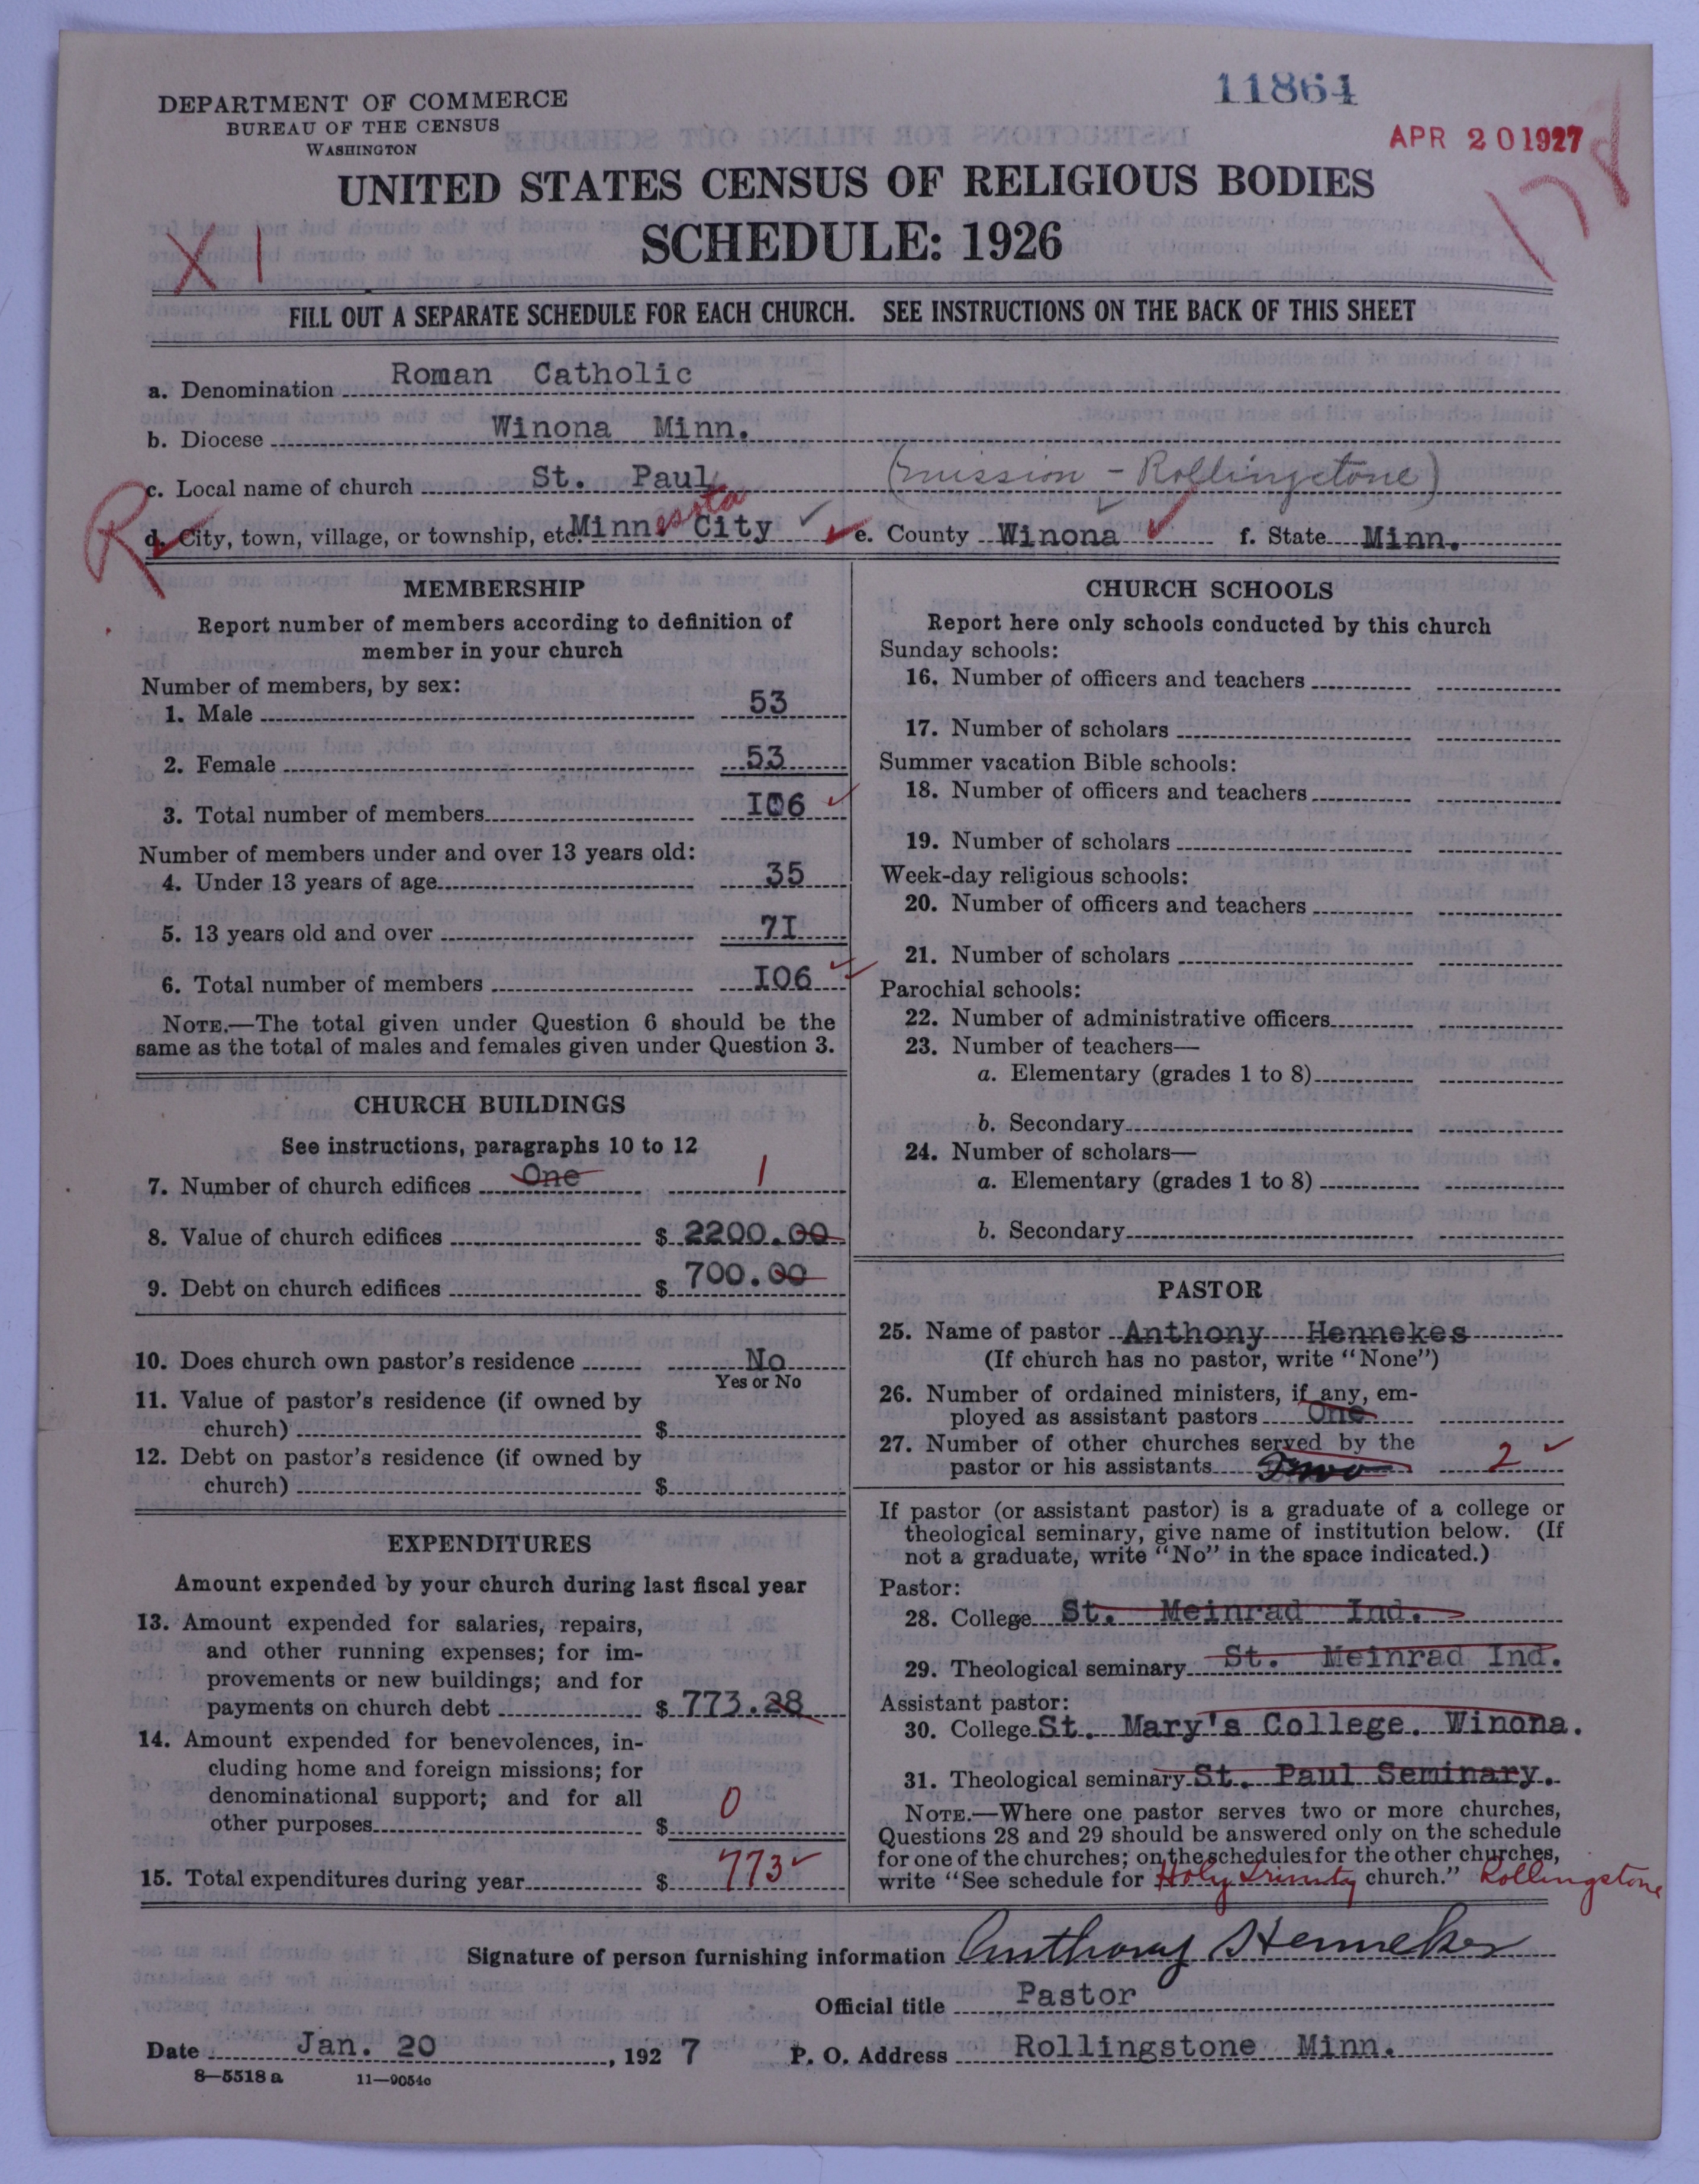 11864
DEPARTMENT OF COMMERCE
BUREAU OF THE CENSUS
WASHINGTON
APR 20 1927
UNITED STATES CENSUS OF RELIGIOUS BODIES
SCHEDULE: 1926
X 1
FILL OUT A SEPARATE SCHEDULE FOR EACH CHURCH. SEE INSTRUCTIONS ON THE BACK OF THIS SHEET
a. Denomination Roman Catholic
b. Diocese Winona Minn.
c. Local name of church St. Paul (mission - Rollingstone)
R
d. City, town, village, or township, etc. Minnesota City e. County Winona f. State Minn.
MEMBERSHIP
Report number of members according to definition of
member in your church
Number of members, by sex:
1. Male 53
2. Female 53
3. Total number of members I06
Number of members under and over 13 years old:
4. Under 13 years of age 35
5. 13 years old and over 7I
6. Total number of members I06
NOTE.—The total given under Question 6 should be the
same as the total of males and females given under Question 3.
CHURCH BUILDINGS
See instructions, paragraphs 10 to 12
7. Number of church edifices One 1
8. Value of church edifices $ 2200.00
9. Debt on church edifices $ 700.00
10. Does church own pastor's residence No
Yes or No
11. Value of pastor's residence (if owned by
church) $
12. Debt on pastor's residence (if owned by
church) $
EXPENDITURES
Amount expended by your church during last fiscal year
13. Amount expended for salaries, repairs,
and other running expenses; for im-
provements or new buildings; and for
payments on church debt $ 773.28
14. Amount expended for benevolences, in-
cluding home and foreign missions; for
denominational support; and for all
other purposes $ 0
15. Total expenditures during year $ 773
CHURCH SCHOOLS
Report here only schools conducted by this church
Sunday schools:
16. Number of officers and teachers
17. Number of scholars
Summer vacation Bible schools:
18. Number of officers and teachers
19. Number of scholars
Week-day religious schools:
20. Number of officers and teachers
21. Number of scholars
Parochial schools:
22. Number of administrative officers
23. Number of teachers—
a. Elementary (grades 1 to 8)
b. Secondary
24. Number of scholars—
a. Elementary (grades 1 to 8)
b. Secondary
PASTOR
25. Name of pastor Anthony Hennekes
(If church has no pastor, write "None")
26. Number of ordained ministers, if any, em-
ployed as assistant pastors One
27. Number of other churches served by the
pastor or his assistants Two 2
If pastor (or assistant pastor) is a graduate of a college or
theological seminary, give name of institution below. (If
not a graduate, write "No" in the space indicated.)
Pastor:
28. College St. Meinrad Ind.
29. Theological seminary St. Meinrad Ind.
Assistant pastor:
30. College St. Mary's College. Winona.
31. Theological seminary St. Paul Seminary.
NOTE.—Where one pastor serves two or more churches,
Questions 28 and 29 should be answered only on the schedule
for one of the churches; on the schedules for the other churches,
write "See schedule for Holy Trinity church." Rollingstone
Signature of person furnishing information Anthony Hennekes
Official title Pastor
Date Jan. 20, 1927 P. O. Address Rollingstone Minn.
8—5518 a 11—9054c